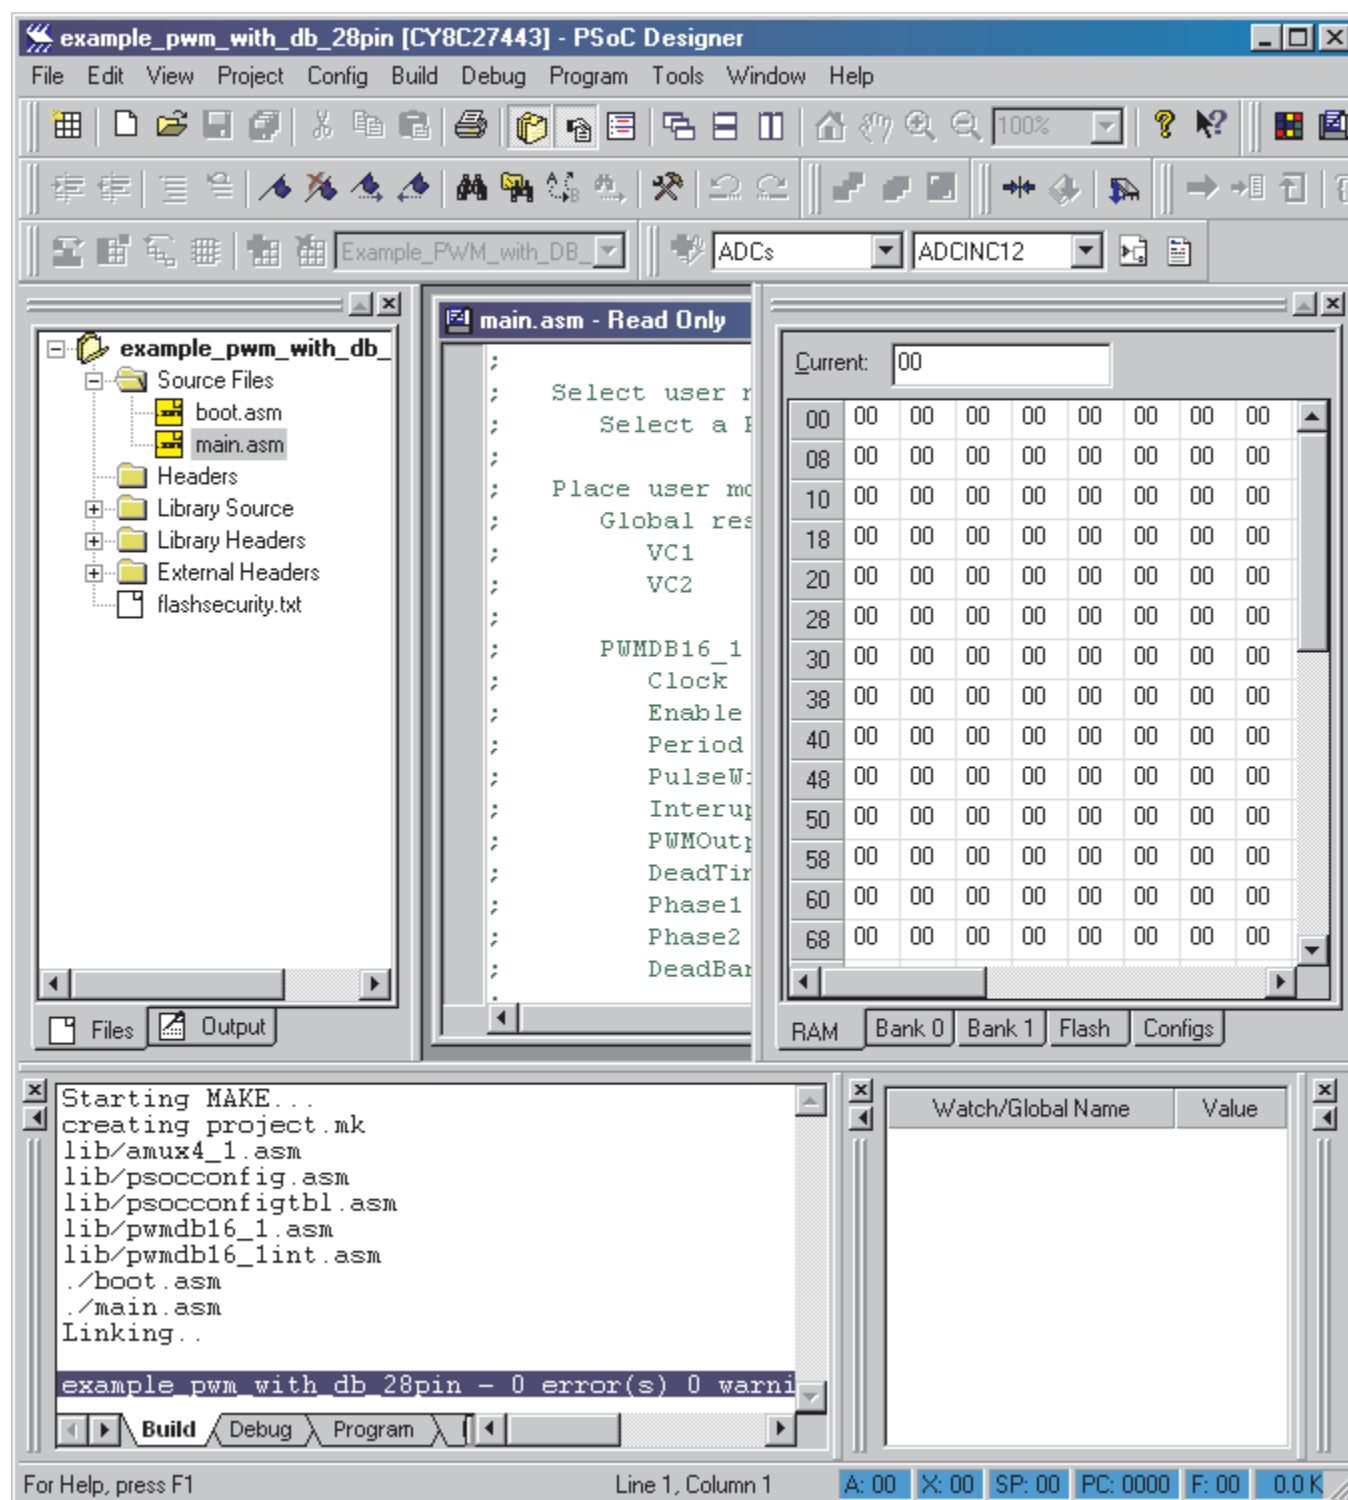 example_pwm_with_db_28pin [CY8C27443] - PSoC Designer
File Edit View Project Config Build Debug Program Tools Window Help
100%
Example_PWM_with_DB_ ADCs ADCINC12
example_pwm_with_db_
Source Files
boot.asm
main.asm
Headers
Library Source
Library Headers
External Headers
flashsecurity.txt
Files Output
main.asm - Read Only
;
; Select user
; Select a
;
; Place user
; Global
; VC1
; VC2
;
; PWMDB16_1
; Clock
; Enable
; Period
;
;
;
;
; Phase1
; Phase2
;
Current: 00
00 00 00 00 00 00 00 00 00
08 00 00 00 00 00 00 00 00
10 00 00 00 00 00 00 00 00
18 00 00 00 00 00 00 00 00
20 00 00 00 00 00 00 00 00
28 00 00 00 00 00 00 00 00
30 00 00 00 00 00 00 00 00
38 00 00 00 00 00 00 00 00
40 00 00 00 00 00 00 00 00
48 00 00 00 00 00 00 00 00
50 00 00 00 00 00 00 00 00
58 00 00 00 00 00 00 00 00
60 00 00 00 00 00 00 00 00
68 00 00 00 00 00 00 00 00
RAM Bank 0 Bank 1 Flash Configs
Starting MAKE...
creating project.mk
lib/amux4_1.asm
lib/psocconfig.asm
lib/psocconfigtbl.asm
lib/pwmdb16_1.asm
lib/pwmdb16_1int.asm
./boot.asm
./main.asm
Linking..
example_pwm_with_db_28pin - 0 error(s) 0 warni
Build Debug Program
Watch/Global Name Value
For Help, press F1 Line 1, Column 1 A: 00 X: 00 SP: 00 PC: 0000 F: 00 0.0 K